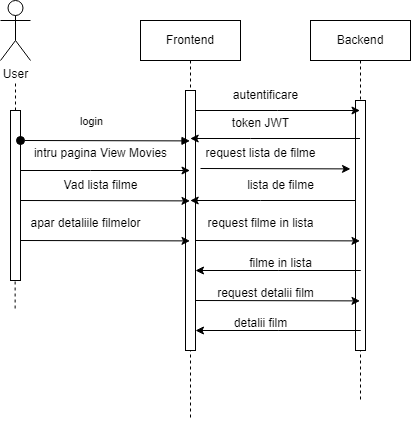 Frontend
Backend
User
autentificare
login
token JWT
intru pagina View Movies
request lista de filme
Vad lista filme
lista de filme
apar detaliile filmelor
request filme in lista
filme in lista
request detalii film
detalii film